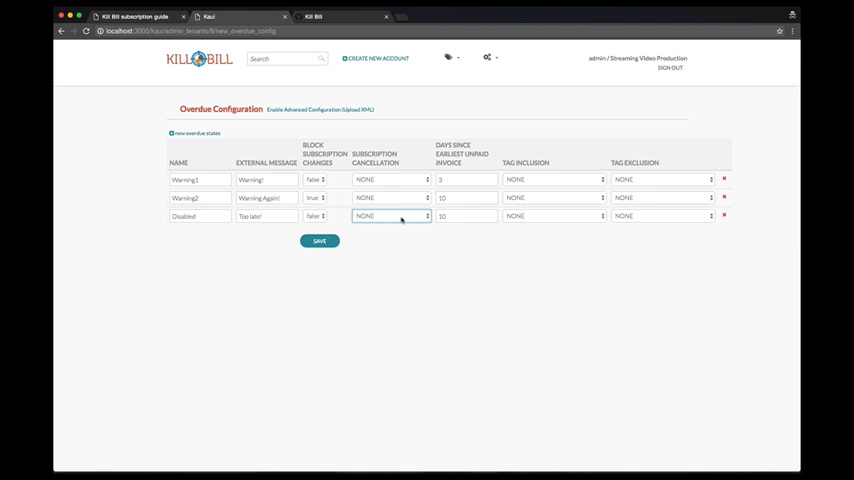 Kill Bill subscription guide
Kaui
Kill Bill
localhost:3000/kaui/admin_tenants/8/new_overdue_config
KILL BILL
Search
CREATE NEW ACCOUNT
admin / Streaming Video Production
SIGN OUT
Overdue Configuration
Enable Advanced Configuration (Upload XML)
new overdue states
NAME
EXTERNAL MESSAGE
BLOCK SUBSCRIPTION CHANGES
SUBSCRIPTION CANCELLATION
DAYS SINCE EARLIEST UNPAID INVOICE
TAG INCLUSION
TAG EXCLUSION
Warning1 Warning! false NONE 3 NONE NONE
Warning2 Warning Again! true NONE 10 NONE NONE
Disabled Too late! false NONE 10 NONE NONE
SAVE